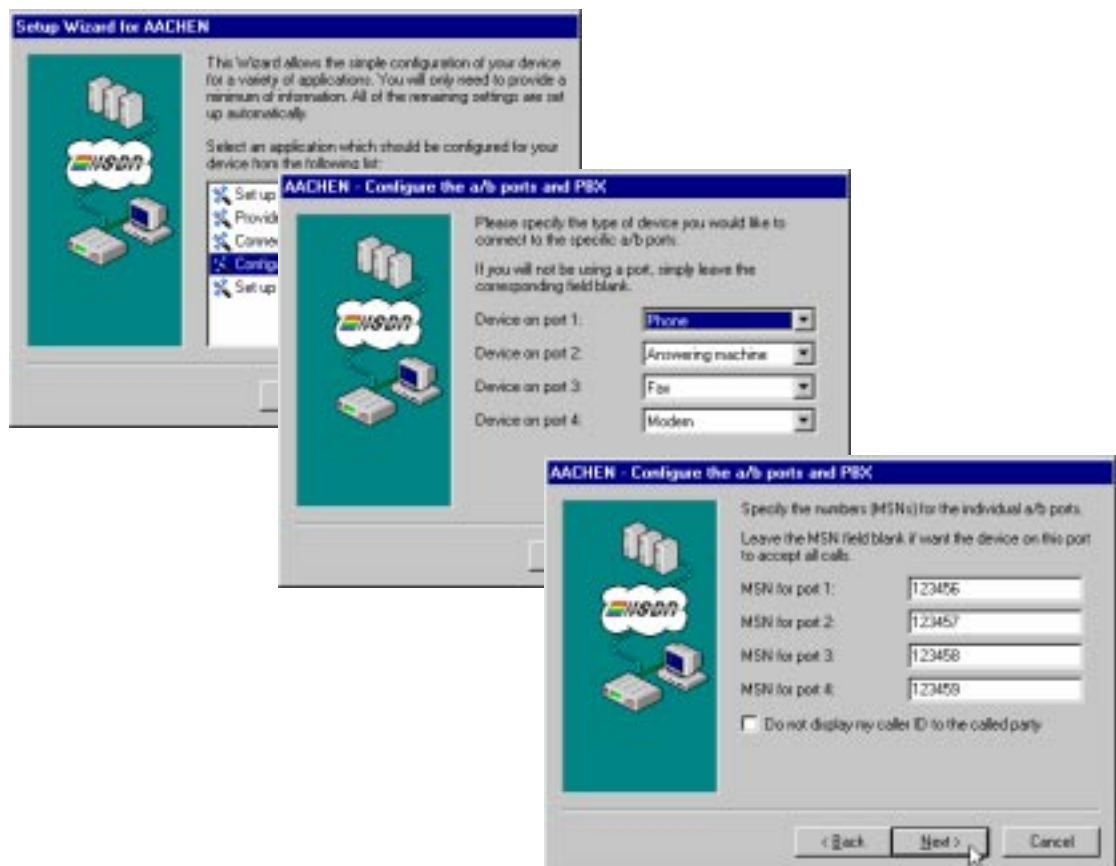 Setup Wizard for AACHEN
This Wizard allows the simple configuration of your device
for a variety of applications. You will only need to provide a
minimum of information. All of the remaining settings are set
up automatically.
Select an application which should be configured for your
device from the following list:
Set up
Provid
Connec
Config
Set up
AACHEN - Configure the a/b ports and PBX
Please specify the type of device you would like to
connect to the specific a/b ports.
If you will not be using a port, simply leave the
corresponding field blank.
Device on port 1: Phone
Device on port 2: Answering machine
Device on port 3: Fax
Device on port 4: Modem
AACHEN - Configure the a/b ports and PBX
Specify the numbers (MSNs) for the individual a/b ports.
Leave the MSN field blank if want the device on this port
to accept all calls.
ISDN
ISDN
ISDN
MSN for port 1: 123456
MSN for port 2: 123457
MSN for port 3: 123458
MSN for port 4: 123459
Do not display my caller ID to the called party
< Back
Next >
Cancel